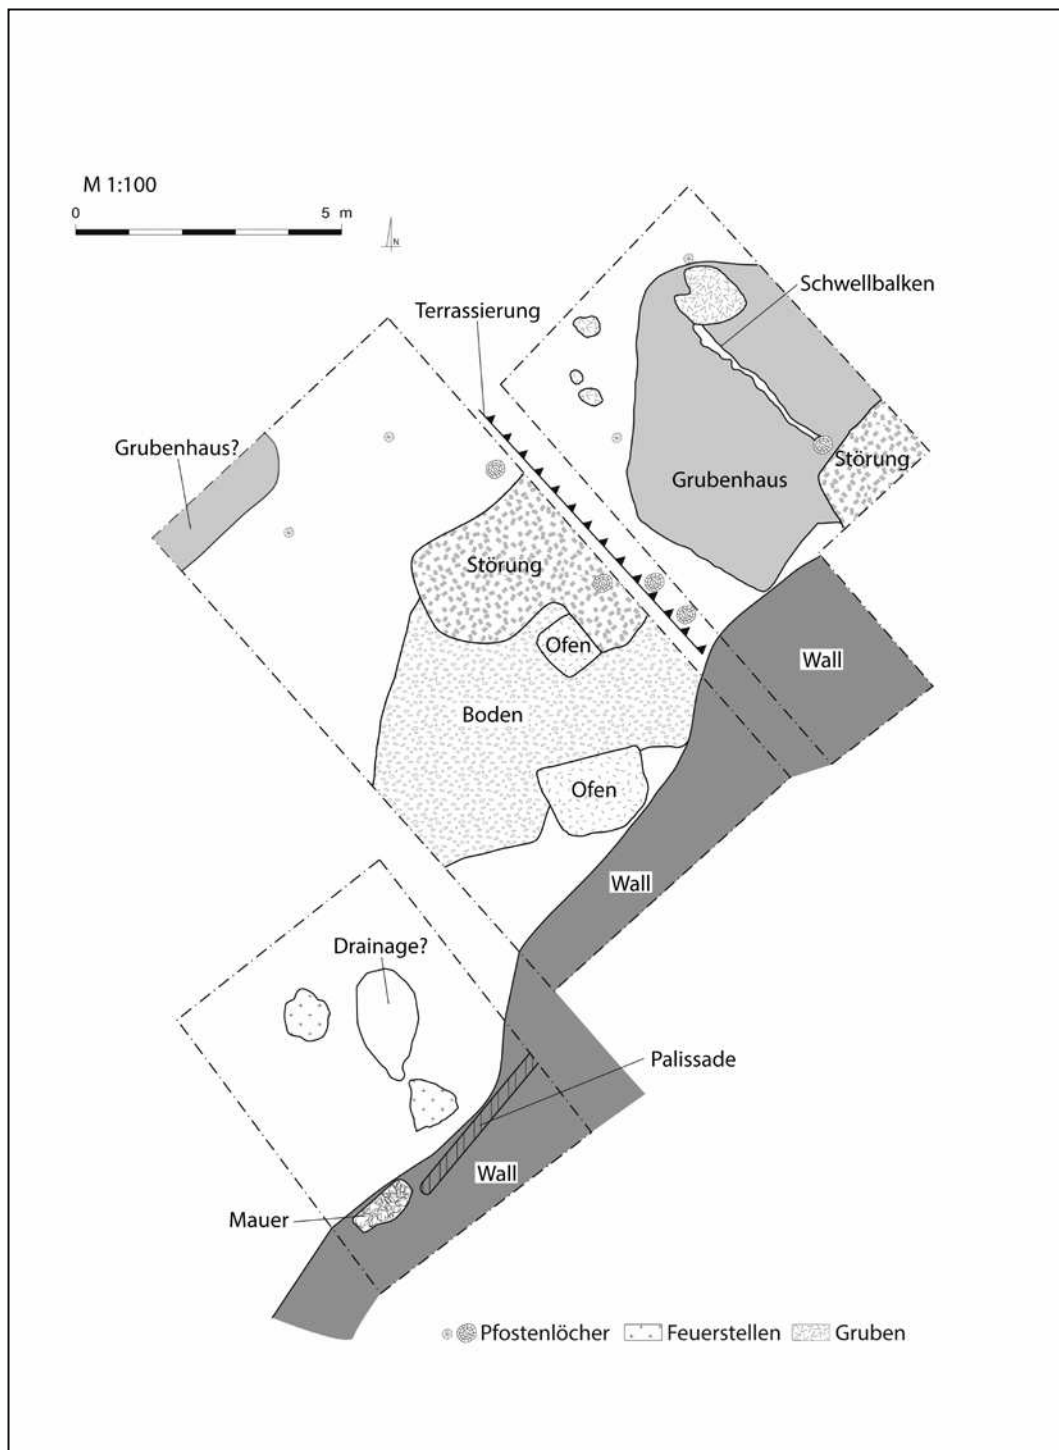 M 1:100
0 5 m
N
Schwellbalken
Terrassierung
Grubenhaus?
Störung
Grubenhaus
Störung
Ofen
Wall
Boden
Ofen
Wall
Drainage?
Palissade
Wall
Mauer
Pfostenlöcher Feuerstellen Gruben